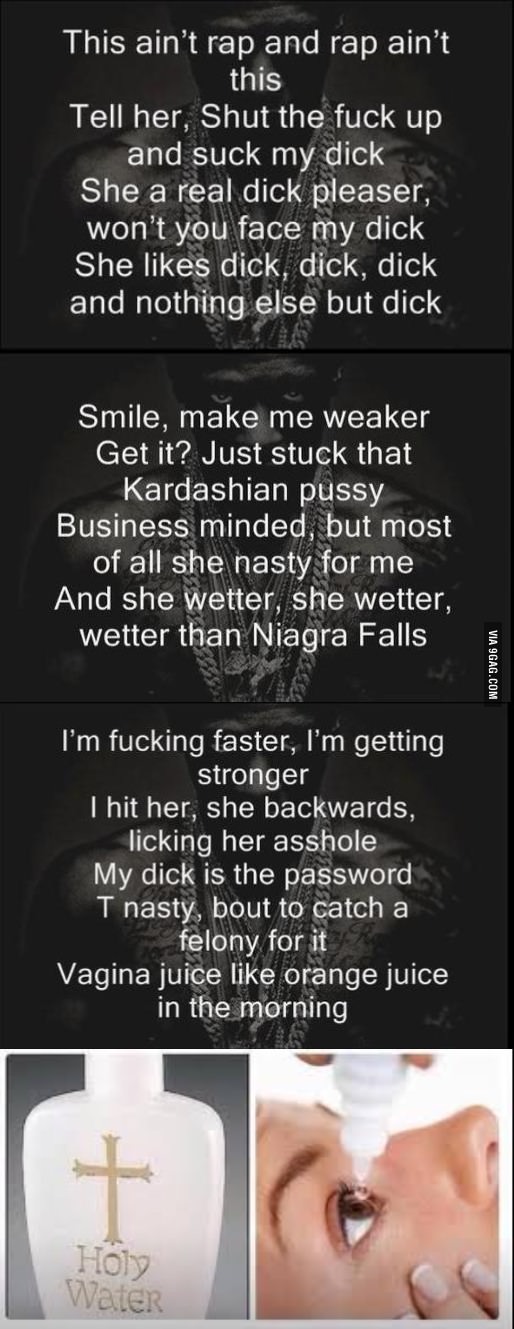 This ain't rap and rap ain't
this
Tell her, Shut the fuck up
and suck my dick
She a real dick pleaser,
won't you face my dick
She likes dick, dick, dick
and nothing else but dick
Smile, make me weaker
Get it? Just stuck that
Kardashian pussy
Business minded, but most
of all she nasty for me
And she wetter, she wetter,
wetter than Niagra Falls
VIA 9GAG.COM
I'm fucking faster, I'm getting
stronger
I hit her, she backwards,
licking her asshole
My dick is the password
T nasty, bout to catch a
felony for it
Vagina juice like orange juice
in the morning
Holy
Water